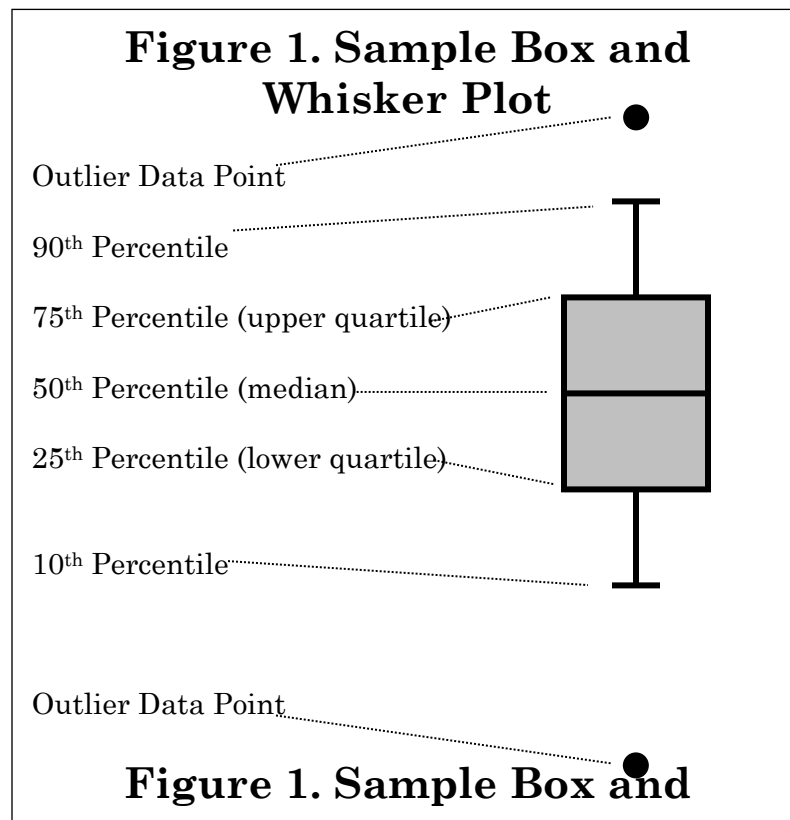 Figure 1. Sample Box and
Whisker Plot
Outlier Data Point
90th Percentile
75th Percentile (upper quartile)
50th Percentile (median)
25th Percentile (lower quartile)
10th Percentile
Outlier Data Point
Figure 1. Sample Box and